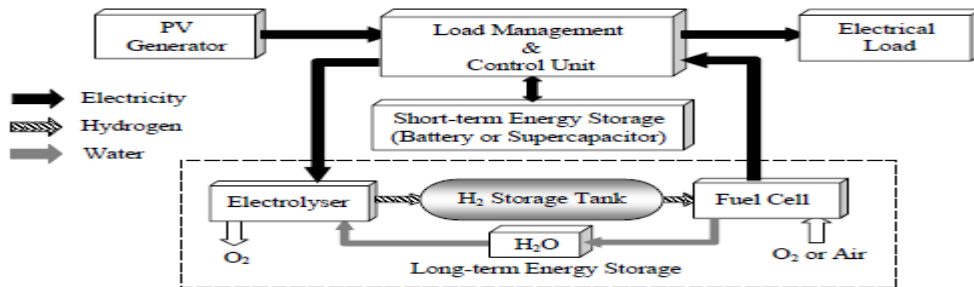 PV
Generator
Load Management
&
Control Unit
Electrical
Load
Electricity
Hydrogen
Water
Short-term Energy Storage
(Battery or Supercapacitor)
Electrolyser
H₂ Storage Tank
Fuel Cell
O₂
H₂O
O₂ or Air
Long-term Energy Storage